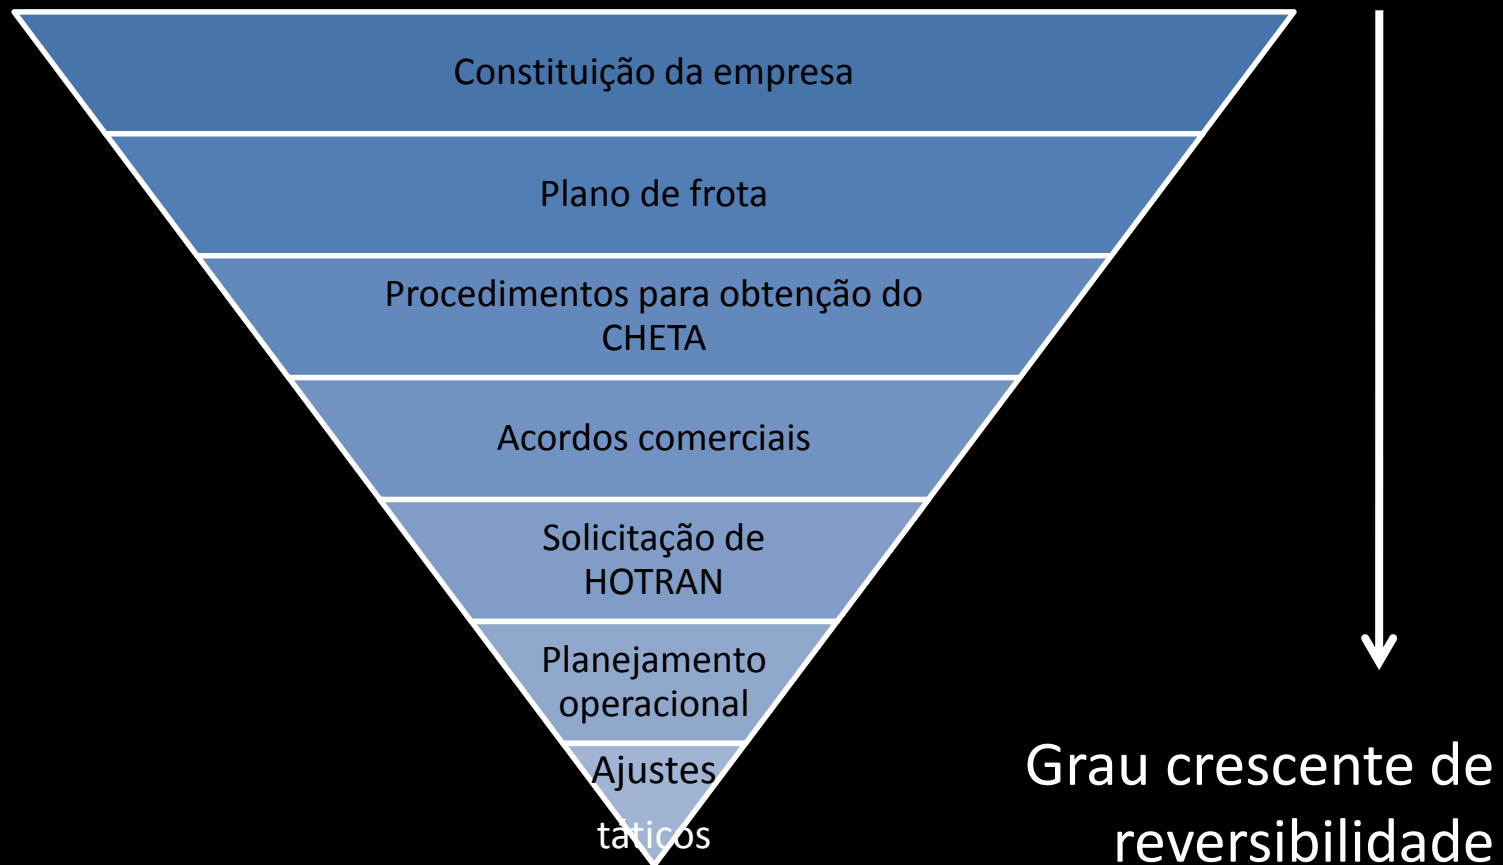 Constituição da empresa
Plano de frota
Procedimentos para obtenção do
CHETA
Acordos comerciais
Solicitação de
HOTRAN
Planejamento
operacional
Ajustes
táticos
Grau crescente de
reversibilidade